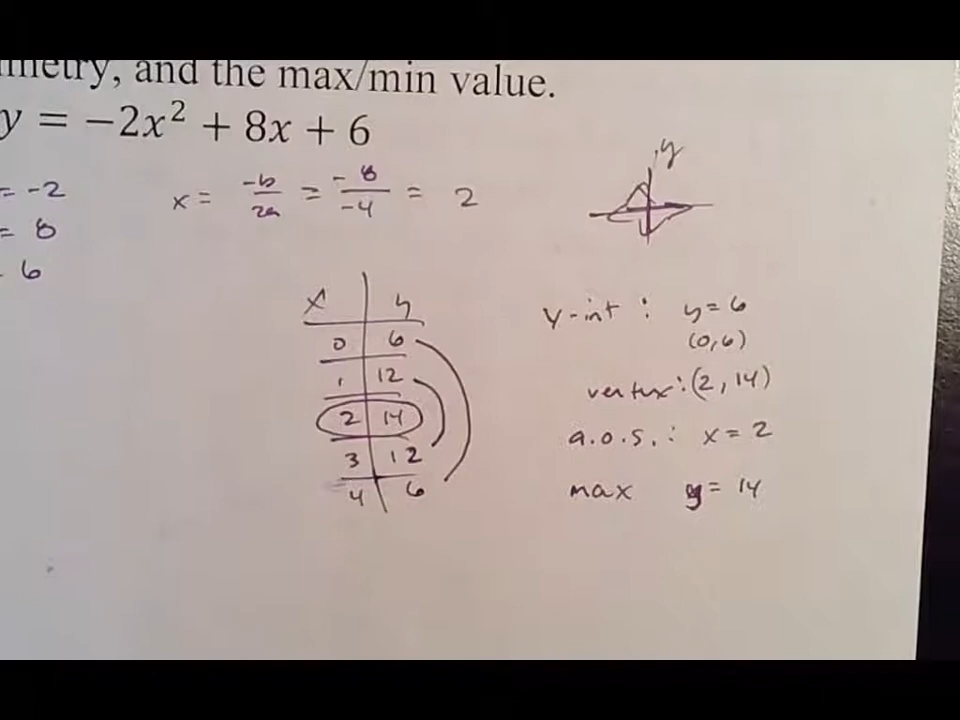 and the max/min value.
y = −2x² + 8x + 6
= -2
= 8
6
x = -b/2a = -8/-4 = 2
y
x y
0 6
1 12
2 14
3 12
4 6
y-int : y = 6
(0,6)
vertex : (2, 14)
a.o.s. : x = 2
max y = 14